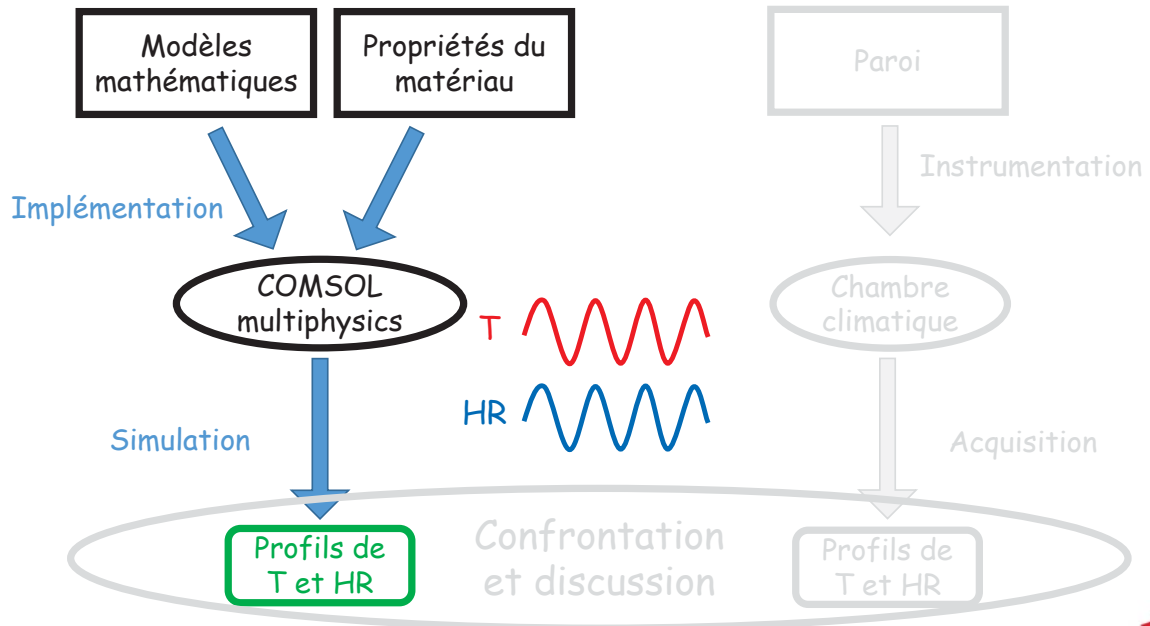 Modèles
mathématiques
Propriétés du
matériau
Paroi
Instrumentation
Implémentation
COMSOL
multiphysics
T
HR
Chambre
climatique
Simulation
Acquisition
Profils de
T et HR
Confrontation
et discussion
Profils de
T et HR